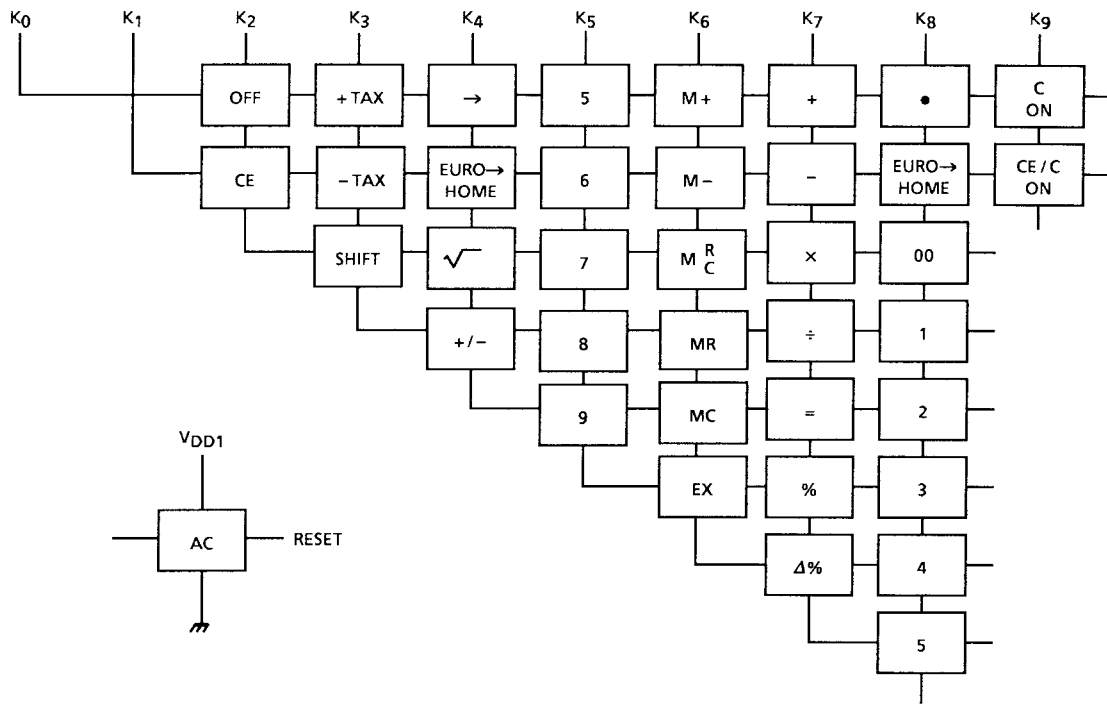 K0 K1 K2 K3 K4 K5 K6 K7 K8 K9
OFF +TAX → 5 M+ + • C
ON
CE −TAX EURO→
HOME 6 M− − EURO→
HOME CE/C
ON
SHIFT √ 7 M R
C × 00
+/− 8 MR ÷ 1
9 MC = 2
VDD1
EX % 3
AC RESET
Δ% 4
5